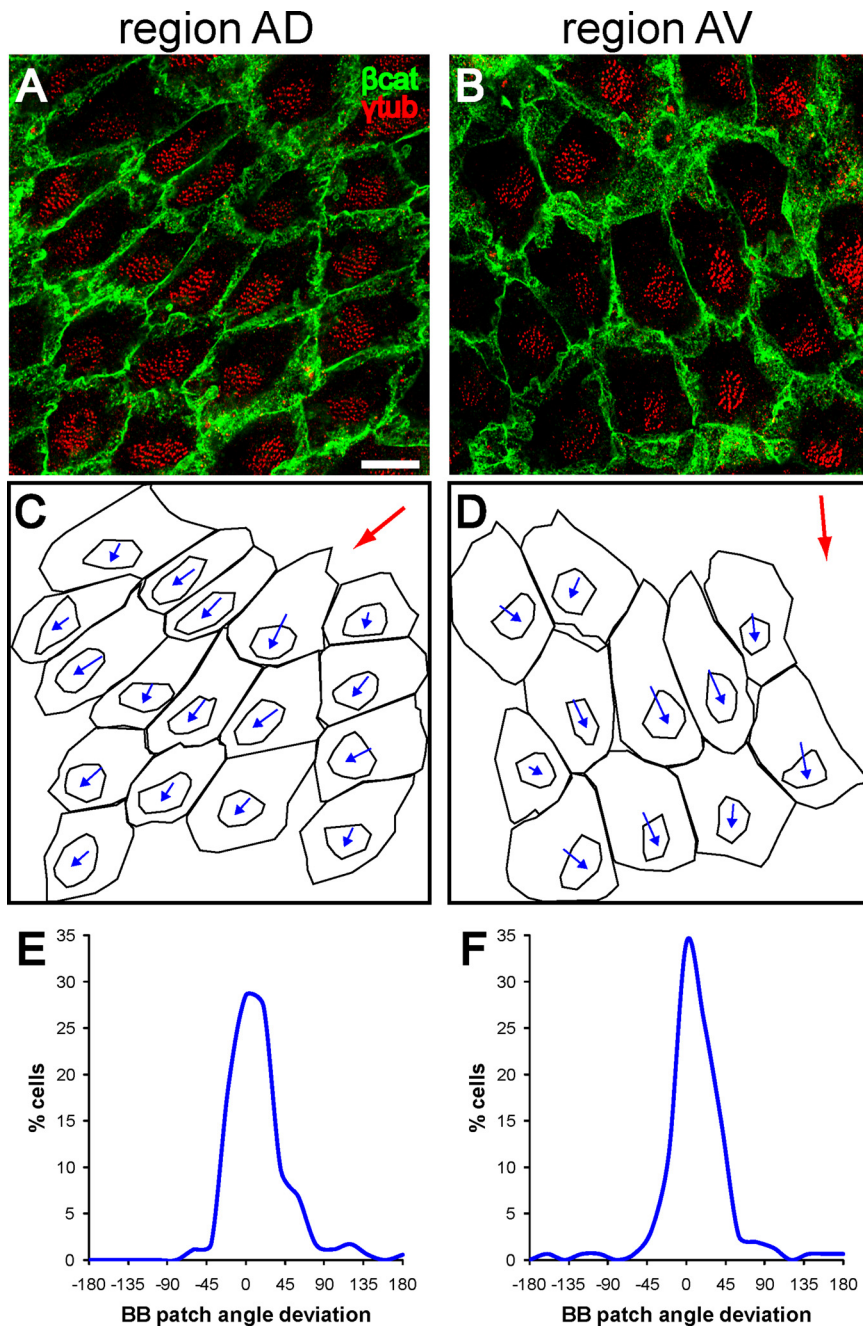 region AD
region AV
A
βcat
γtub
B
C
D
E
F
35
30
25
20
15
10
5
0
% cells
-180 -135 -90 -45 0 45 90 135 180
BB patch angle deviation
35
30
25
20
15
10
5
0
% cells
-180 -135 -90 -45 0 45 90 135 180
BB patch angle deviation